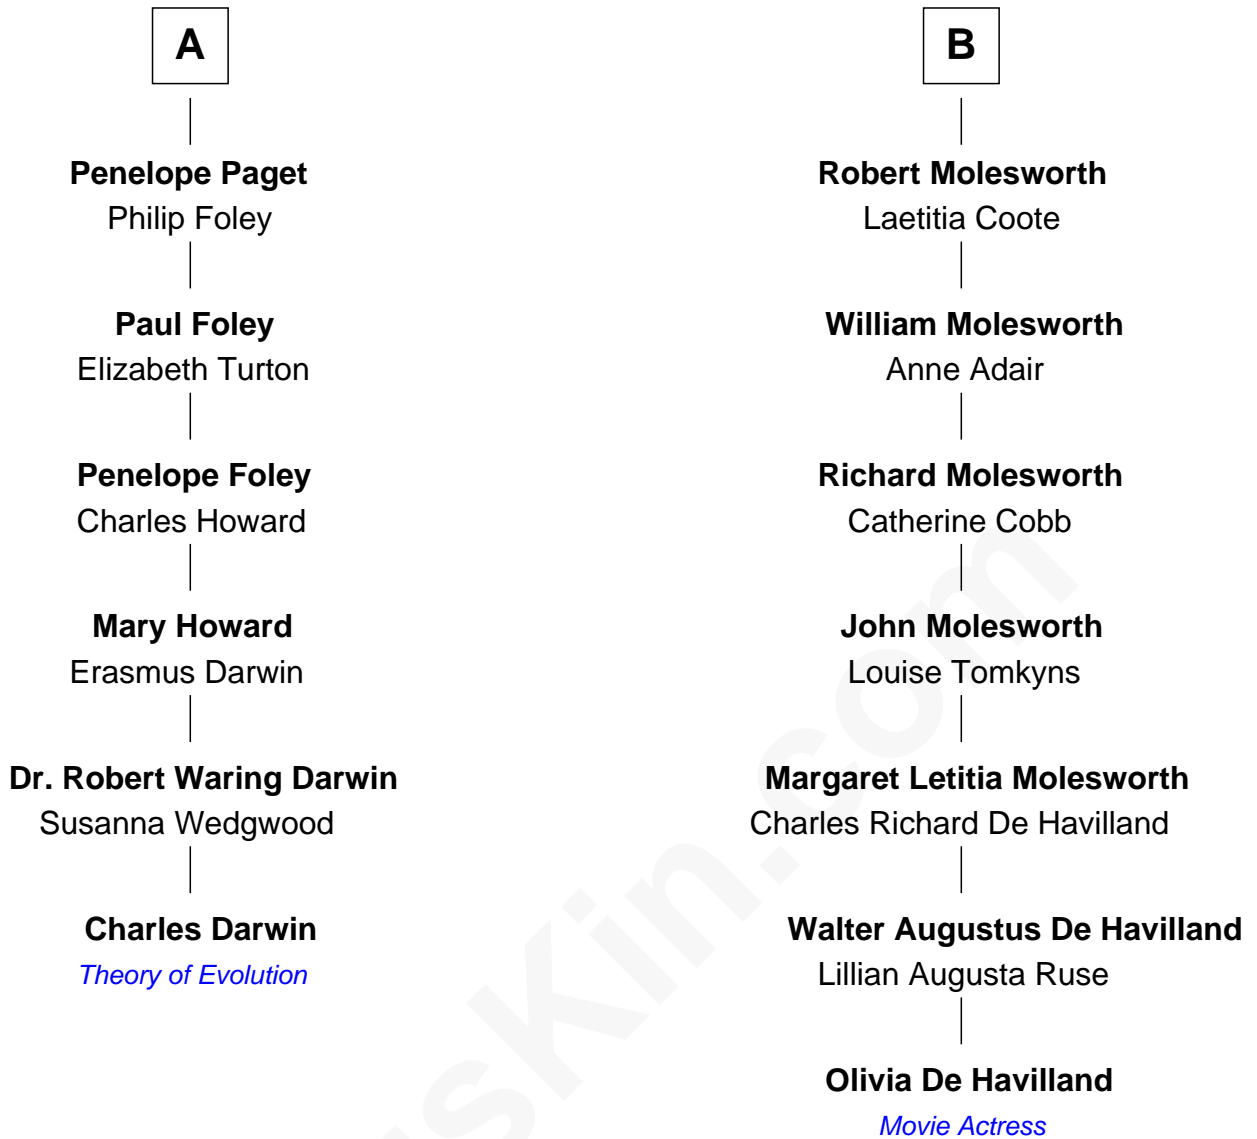 A
Penelope Paget
Philip Foley
Paul Foley
Elizabeth Turton
Penelope Foley
Charles Howard
Mary Howard
Erasmus Darwin
Dr. Robert Waring Darwin
Susanna Wedgwood
Charles Darwin
Theory of Evolution
B
Robert Molesworth
Laetitia Coote
William Molesworth
Anne Adair
Richard Molesworth
Catherine Cobb
John Molesworth
Louise Tomkyns
Margaret Letitia Molesworth
Charles Richard De Havilland
Walter Augustus De Havilland
Lillian Augusta Ruse
Olivia De Havilland
Movie Actress
sKin.com